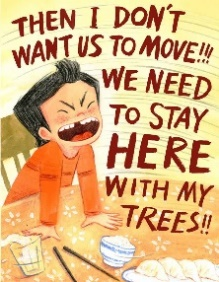 THEN I DON'T
WANT US TO MOVE!!!
WE NEED
TO STAY
HERE
WITH MY
TREES!!